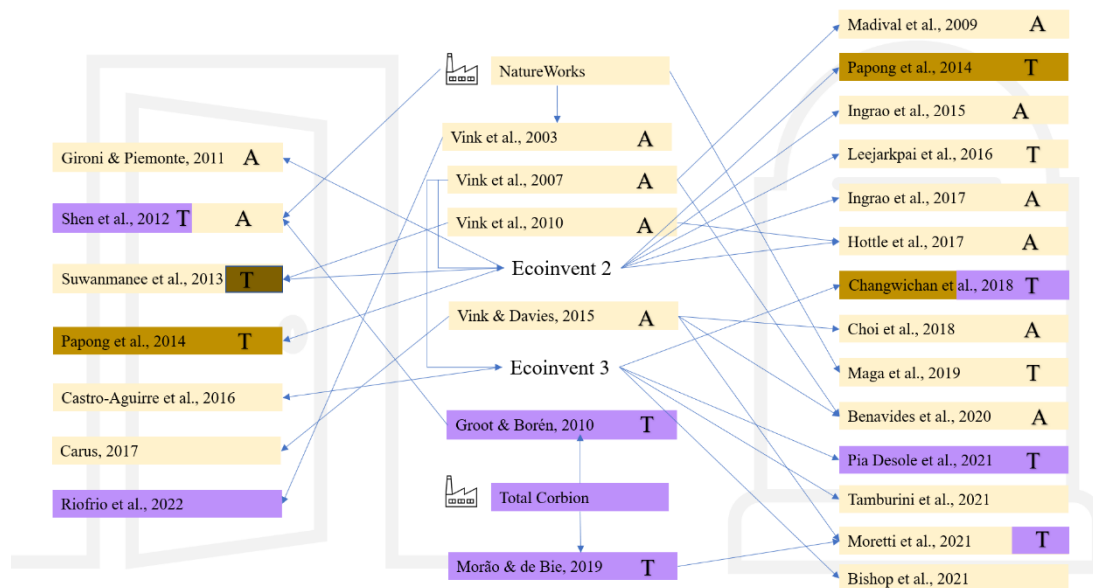 Gironi & Piemonte, 2011 A
Shen et al., 2012 T A
Suwanmanee et al., 2013 T
Papong et al., 2014 T
Castro-Aguirre et al., 2016
Carus, 2017
Riofrio et al., 2022
NatureWorks
Vink et al., 2003 A
Vink et al., 2007 A
Vink et al., 2010 A
Ecoinvent 2
Vink & Davies, 2015 A
Ecoinvent 3
Groot & Borén, 2010 T
Total Corbion
Morão & de Bie, 2019 T
Madival et al., 2009 A
Papong et al., 2014 T
Ingrao et al., 2015 A
Leejarkpai et al., 2016 T
Ingrao et al., 2017 A
Hottle et al., 2017 A
Changwichan et al., 2018 T
Choi et al., 2018 A
Maga et al., 2019 T
Benavides et al., 2020 A
Pia Desole et al., 2021 T
Tamburini et al., 2021
Moretti et al., 2021 T
Bishop et al., 2021